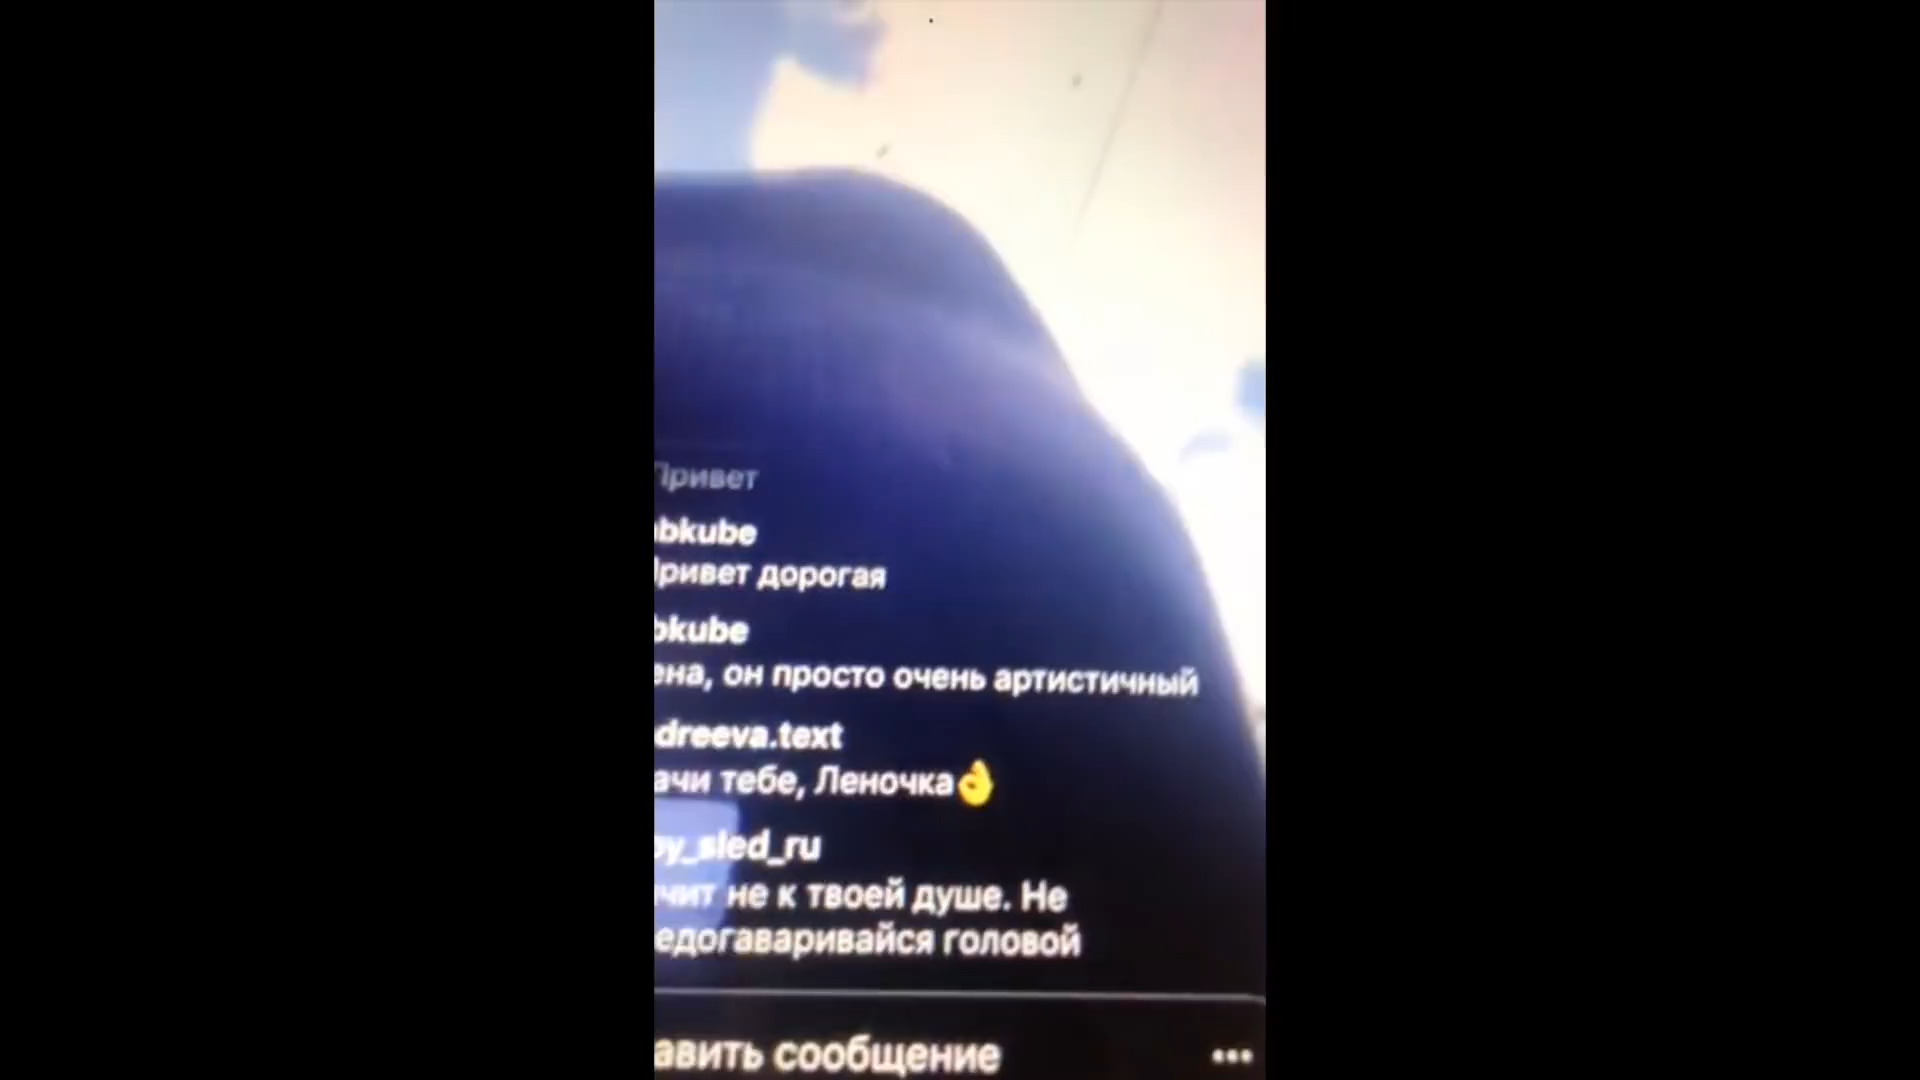 Привет
bkube
Привет дорогая
bkube
ена, он просто очень артистичный
dreeva.text
ачи тебе, Леночка👌
by_sled_ru
чит не к твоей душе. Не
едогаваривайся головой
авить сообщение